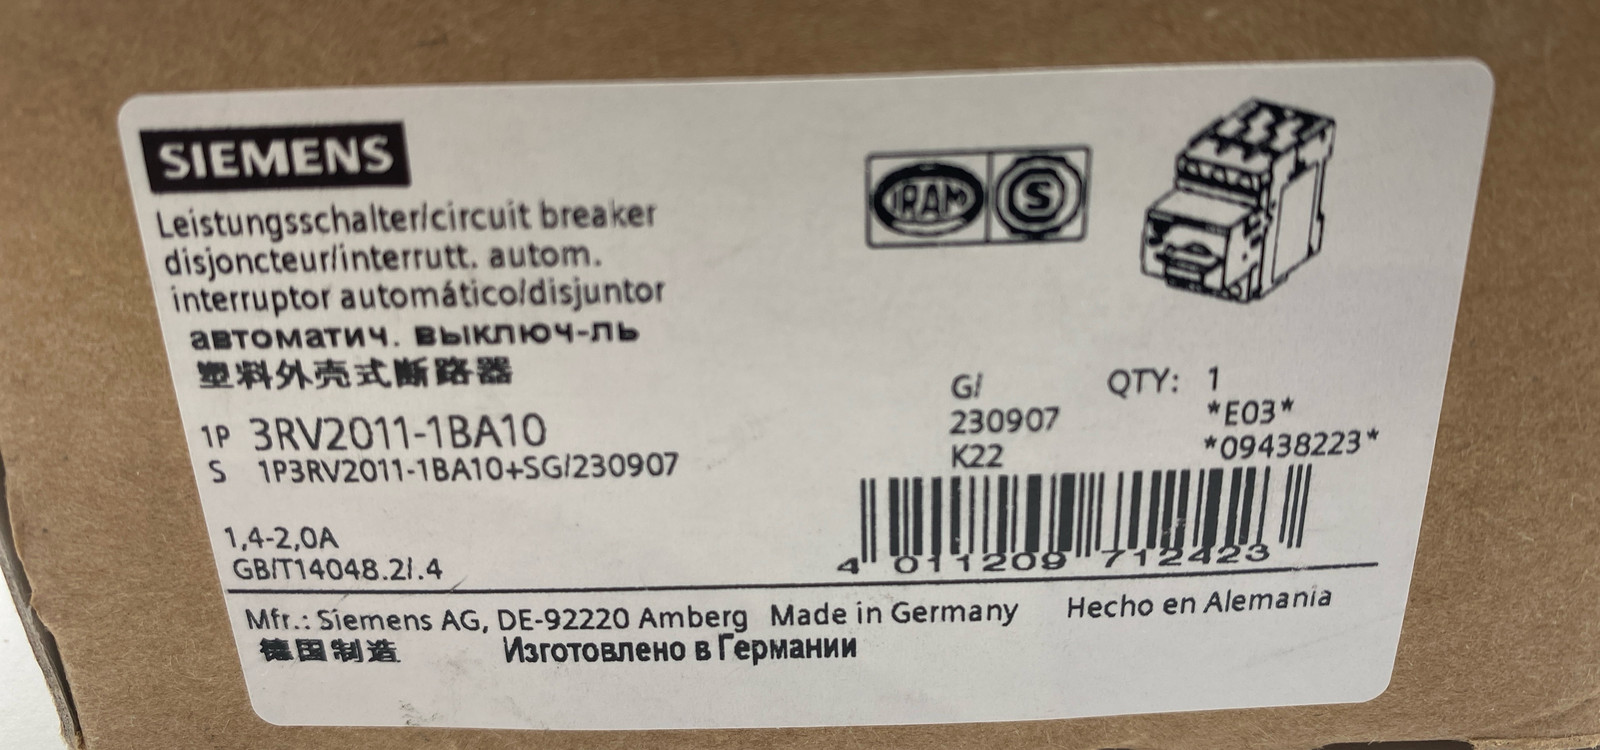 SIEMENS
Leistungsschalter/circuit breaker
disjoncteur/interrutt. autom.
interruptor automático/disjuntor
автоматич. выключ-ль
塑料外壳式断路器
IRAM S
1P 3RV2011-1BA10
S 1P3RV2011-1BA10+SG/230907
G/ QTY: 1
230907 *E03*
K22 *09438223*
1,4-2,0A
GB/T14048.2/.4
4 011209 712423
Mfr.: Siemens AG, DE-92220 Amberg Made in Germany Hecho en Alemania
德国制造 Изготовлено в Германии